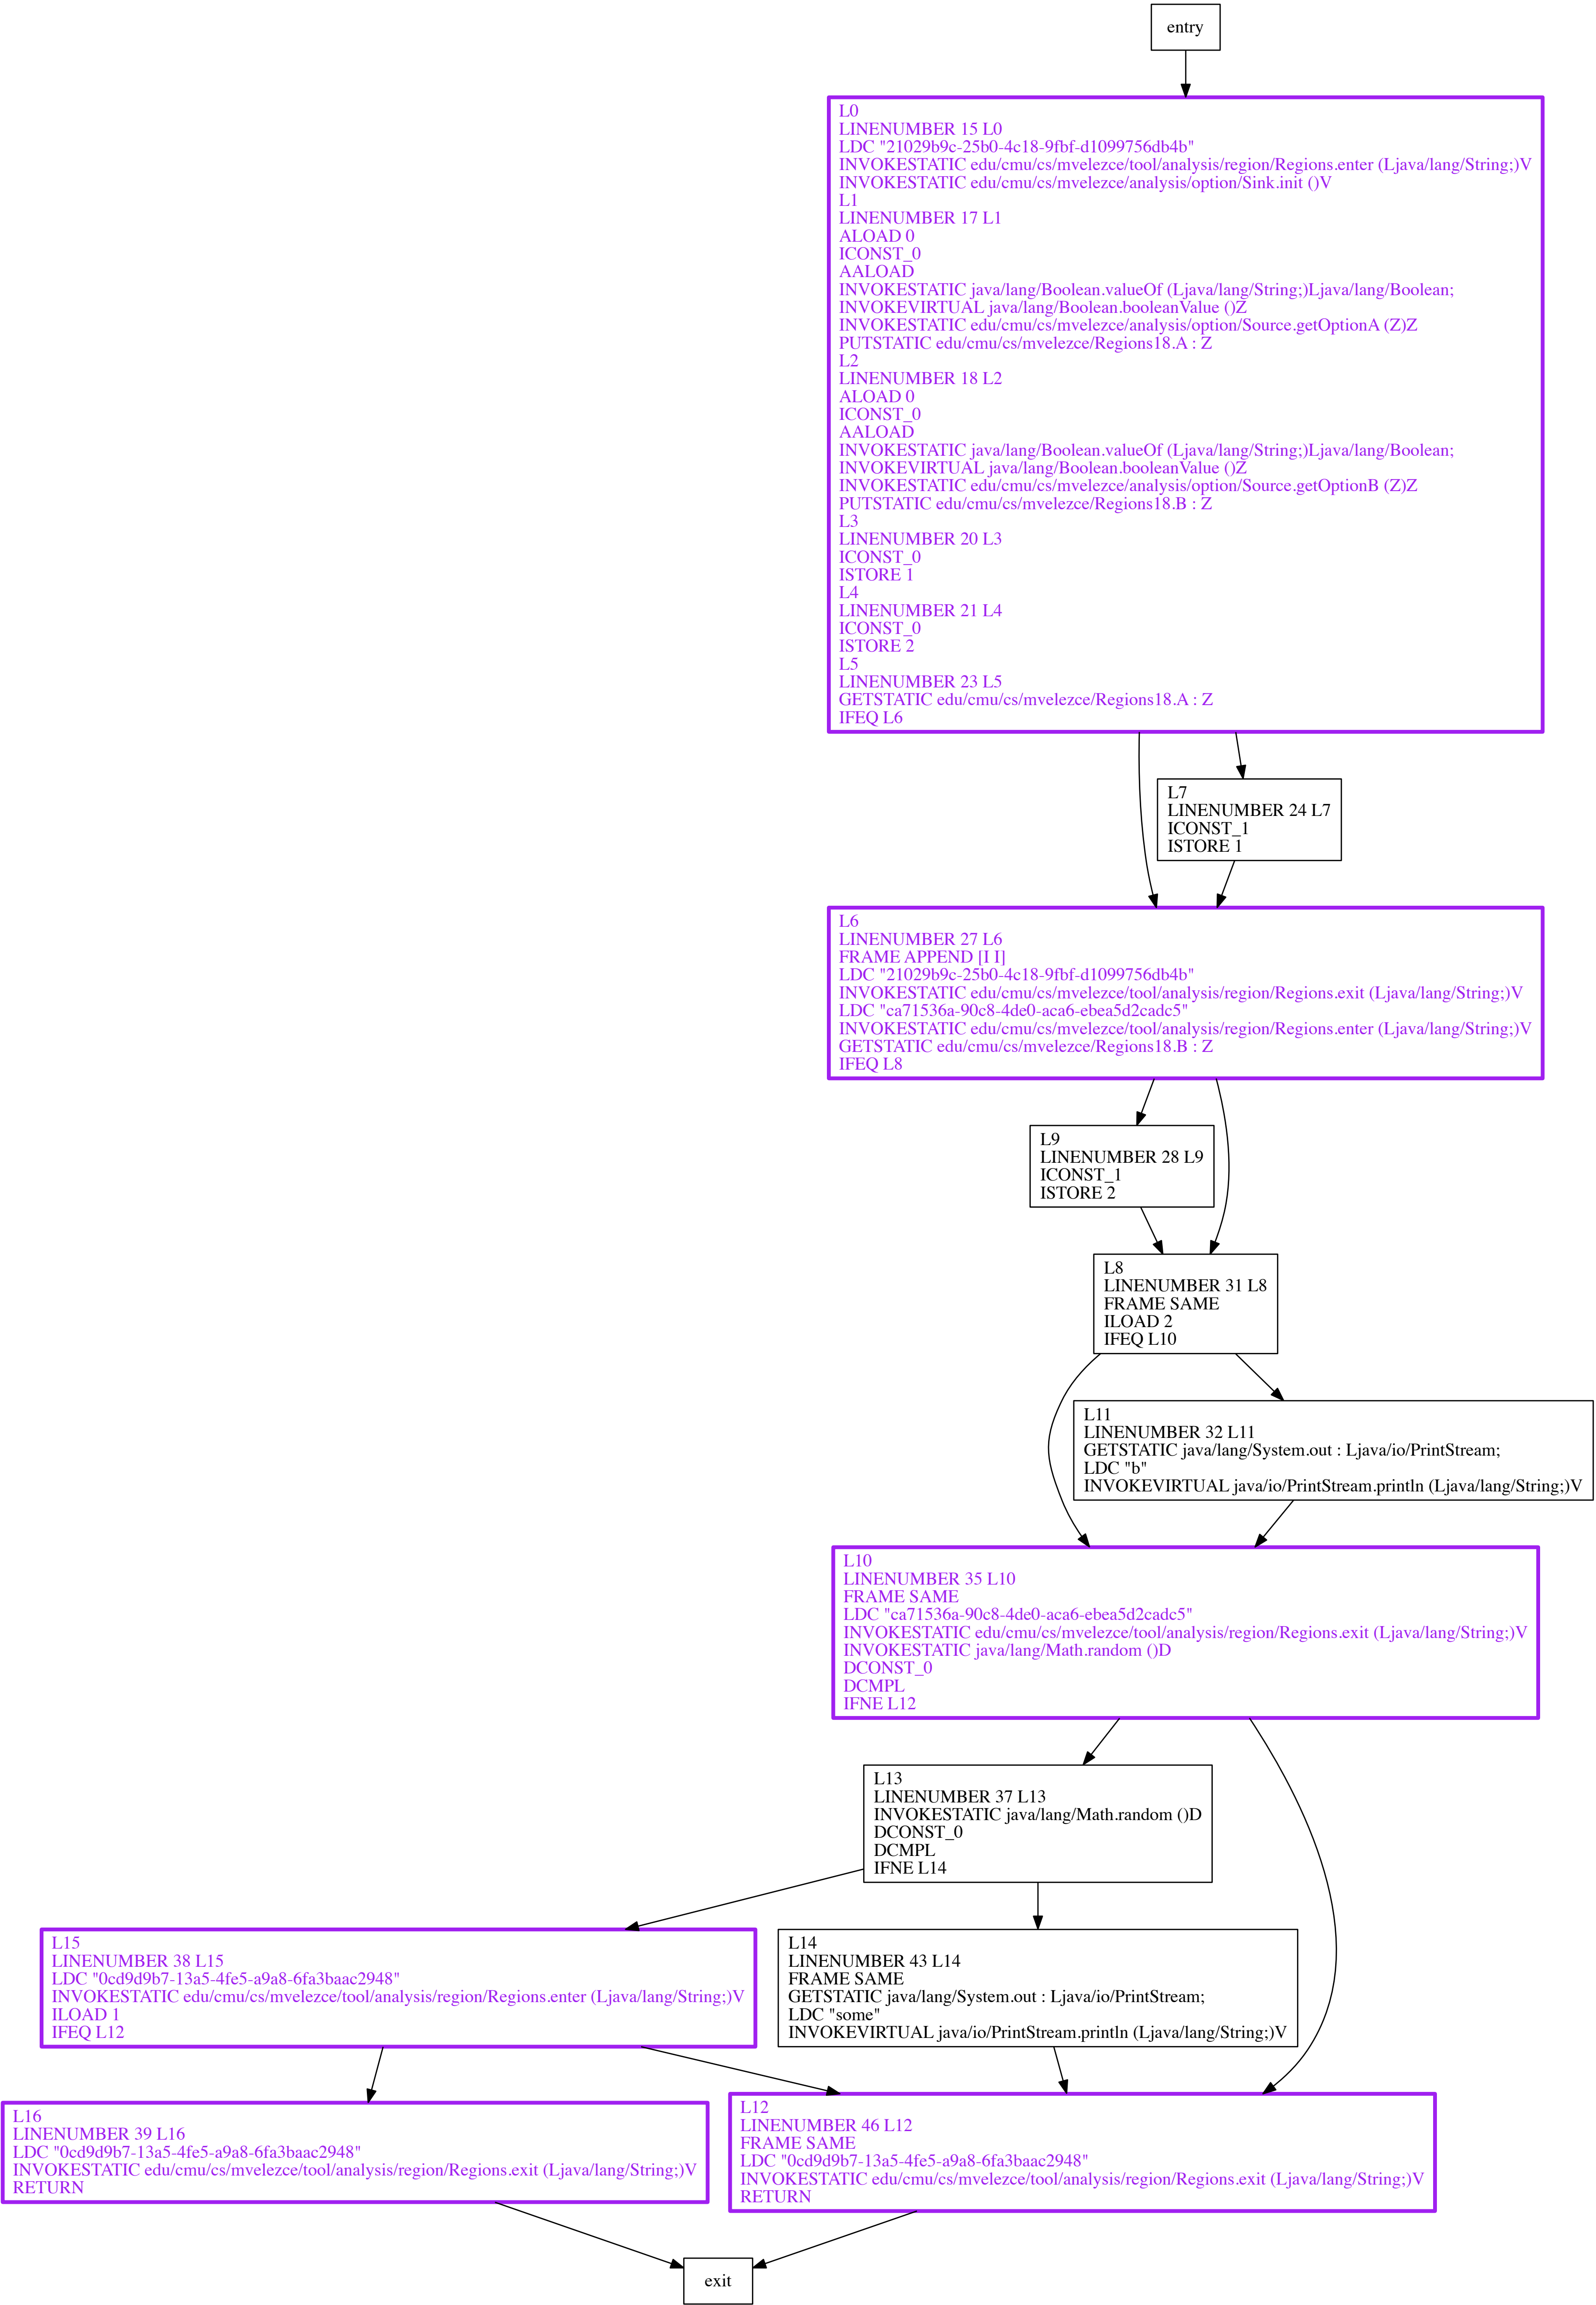 entry
L0
LINENUMBER 15 L0
LDC "21029b9c-25b0-4c18-9fbf-d1099756db4b"
INVOKESTATIC edu/cmu/cs/mvelezce/tool/analysis/region/Regions.enter (Ljava/lang/String;)V
INVOKESTATIC edu/cmu/cs/mvelezce/analysis/option/Sink.init ()V
L1
LINENUMBER 17 L1
ALOAD 0
ICONST_0
AALOAD
INVOKESTATIC java/lang/Boolean.valueOf (Ljava/lang/String;)Ljava/lang/Boolean;
INVOKEVIRTUAL java/lang/Boolean.booleanValue ()Z
INVOKESTATIC edu/cmu/cs/mvelezce/analysis/option/Source.getOptionA (Z)Z
PUTSTATIC edu/cmu/cs/mvelezce/Regions18.A : Z
L2
LINENUMBER 18 L2
ALOAD 0
ICONST_0
AALOAD
INVOKESTATIC java/lang/Boolean.valueOf (Ljava/lang/String;)Ljava/lang/Boolean;
INVOKEVIRTUAL java/lang/Boolean.booleanValue ()Z
INVOKESTATIC edu/cmu/cs/mvelezce/analysis/option/Source.getOptionB (Z)Z
PUTSTATIC edu/cmu/cs/mvelezce/Regions18.B : Z
L3
LINENUMBER 20 L3
ICONST_0
ISTORE 1
L4
LINENUMBER 21 L4
ICONST_0
ISTORE 2
L5
LINENUMBER 23 L5
GETSTATIC edu/cmu/cs/mvelezce/Regions18.A : Z
IFEQ L6
L7
LINENUMBER 24 L7
ICONST_1
ISTORE 1
L6
LINENUMBER 27 L6
FRAME APPEND [I I]
LDC "21029b9c-25b0-4c18-9fbf-d1099756db4b"
INVOKESTATIC edu/cmu/cs/mvelezce/tool/analysis/region/Regions.exit (Ljava/lang/String;)V
LDC "ca71536a-90c8-4de0-aca6-ebea5d2cadc5"
INVOKESTATIC edu/cmu/cs/mvelezce/tool/analysis/region/Regions.enter (Ljava/lang/String;)V
GETSTATIC edu/cmu/cs/mvelezce/Regions18.B : Z
IFEQ L8
L9
LINENUMBER 28 L9
ICONST_1
ISTORE 2
L8
LINENUMBER 31 L8
FRAME SAME
ILOAD 2
IFEQ L10
L11
LINENUMBER 32 L11
GETSTATIC java/lang/System.out : Ljava/io/PrintStream;
LDC "b"
INVOKEVIRTUAL java/io/PrintStream.println (Ljava/lang/String;)V
L10
LINENUMBER 35 L10
FRAME SAME
LDC "ca71536a-90c8-4de0-aca6-ebea5d2cadc5"
INVOKESTATIC edu/cmu/cs/mvelezce/tool/analysis/region/Regions.exit (Ljava/lang/String;)V
INVOKESTATIC java/lang/Math.random ()D
DCONST_0
DCMPL
IFNE L12
L13
LINENUMBER 37 L13
INVOKESTATIC java/lang/Math.random ()D
DCONST_0
DCMPL
IFNE L14
L15
LINENUMBER 38 L15
LDC "0cd9d9b7-13a5-4fe5-a9a8-6fa3baac2948"
INVOKESTATIC edu/cmu/cs/mvelezce/tool/analysis/region/Regions.enter (Ljava/lang/String;)V
ILOAD 1
IFEQ L12
L14
LINENUMBER 43 L14
FRAME SAME
GETSTATIC java/lang/System.out : Ljava/io/PrintStream;
LDC "some"
INVOKEVIRTUAL java/io/PrintStream.println (Ljava/lang/String;)V
L16
LINENUMBER 39 L16
LDC "0cd9d9b7-13a5-4fe5-a9a8-6fa3baac2948"
INVOKESTATIC edu/cmu/cs/mvelezce/tool/analysis/region/Regions.exit (Ljava/lang/String;)V
RETURN
L12
LINENUMBER 46 L12
FRAME SAME
LDC "0cd9d9b7-13a5-4fe5-a9a8-6fa3baac2948"
INVOKESTATIC edu/cmu/cs/mvelezce/tool/analysis/region/Regions.exit (Ljava/lang/String;)V
RETURN
exit